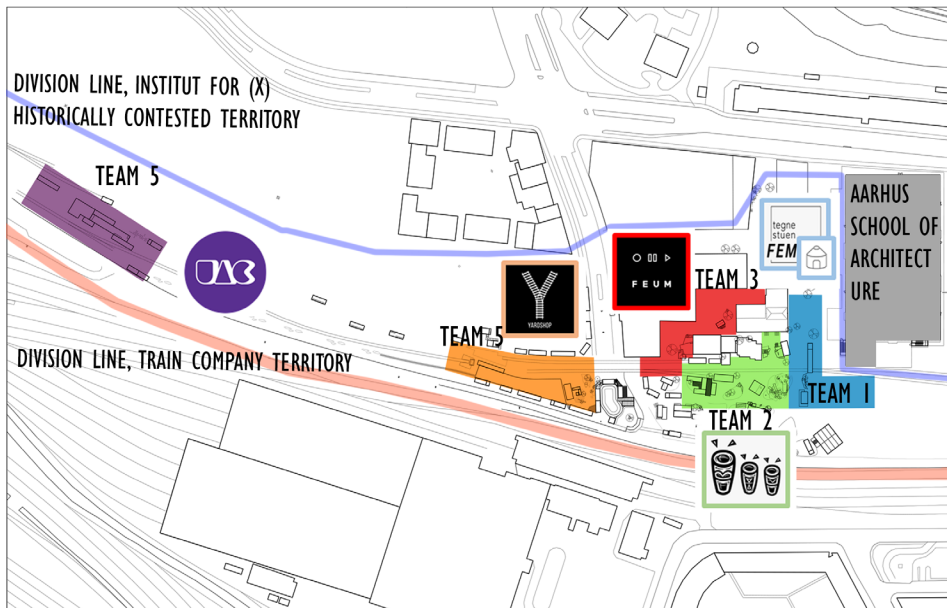 DIVISION LINE, INSTITUT FOR (X)
HISTORICALLY CONTESTED TERRITORY
TEAM 5
UAC
AARHUS
SCHOOL OF
ARCHITECT
URE
tegne
stuen
FEM
FEUM
TEAM 3
YARDSHOP
TEAM 5
DIVISION LINE, TRAIN COMPANY TERRITORY
TEAM 1
TEAM 2